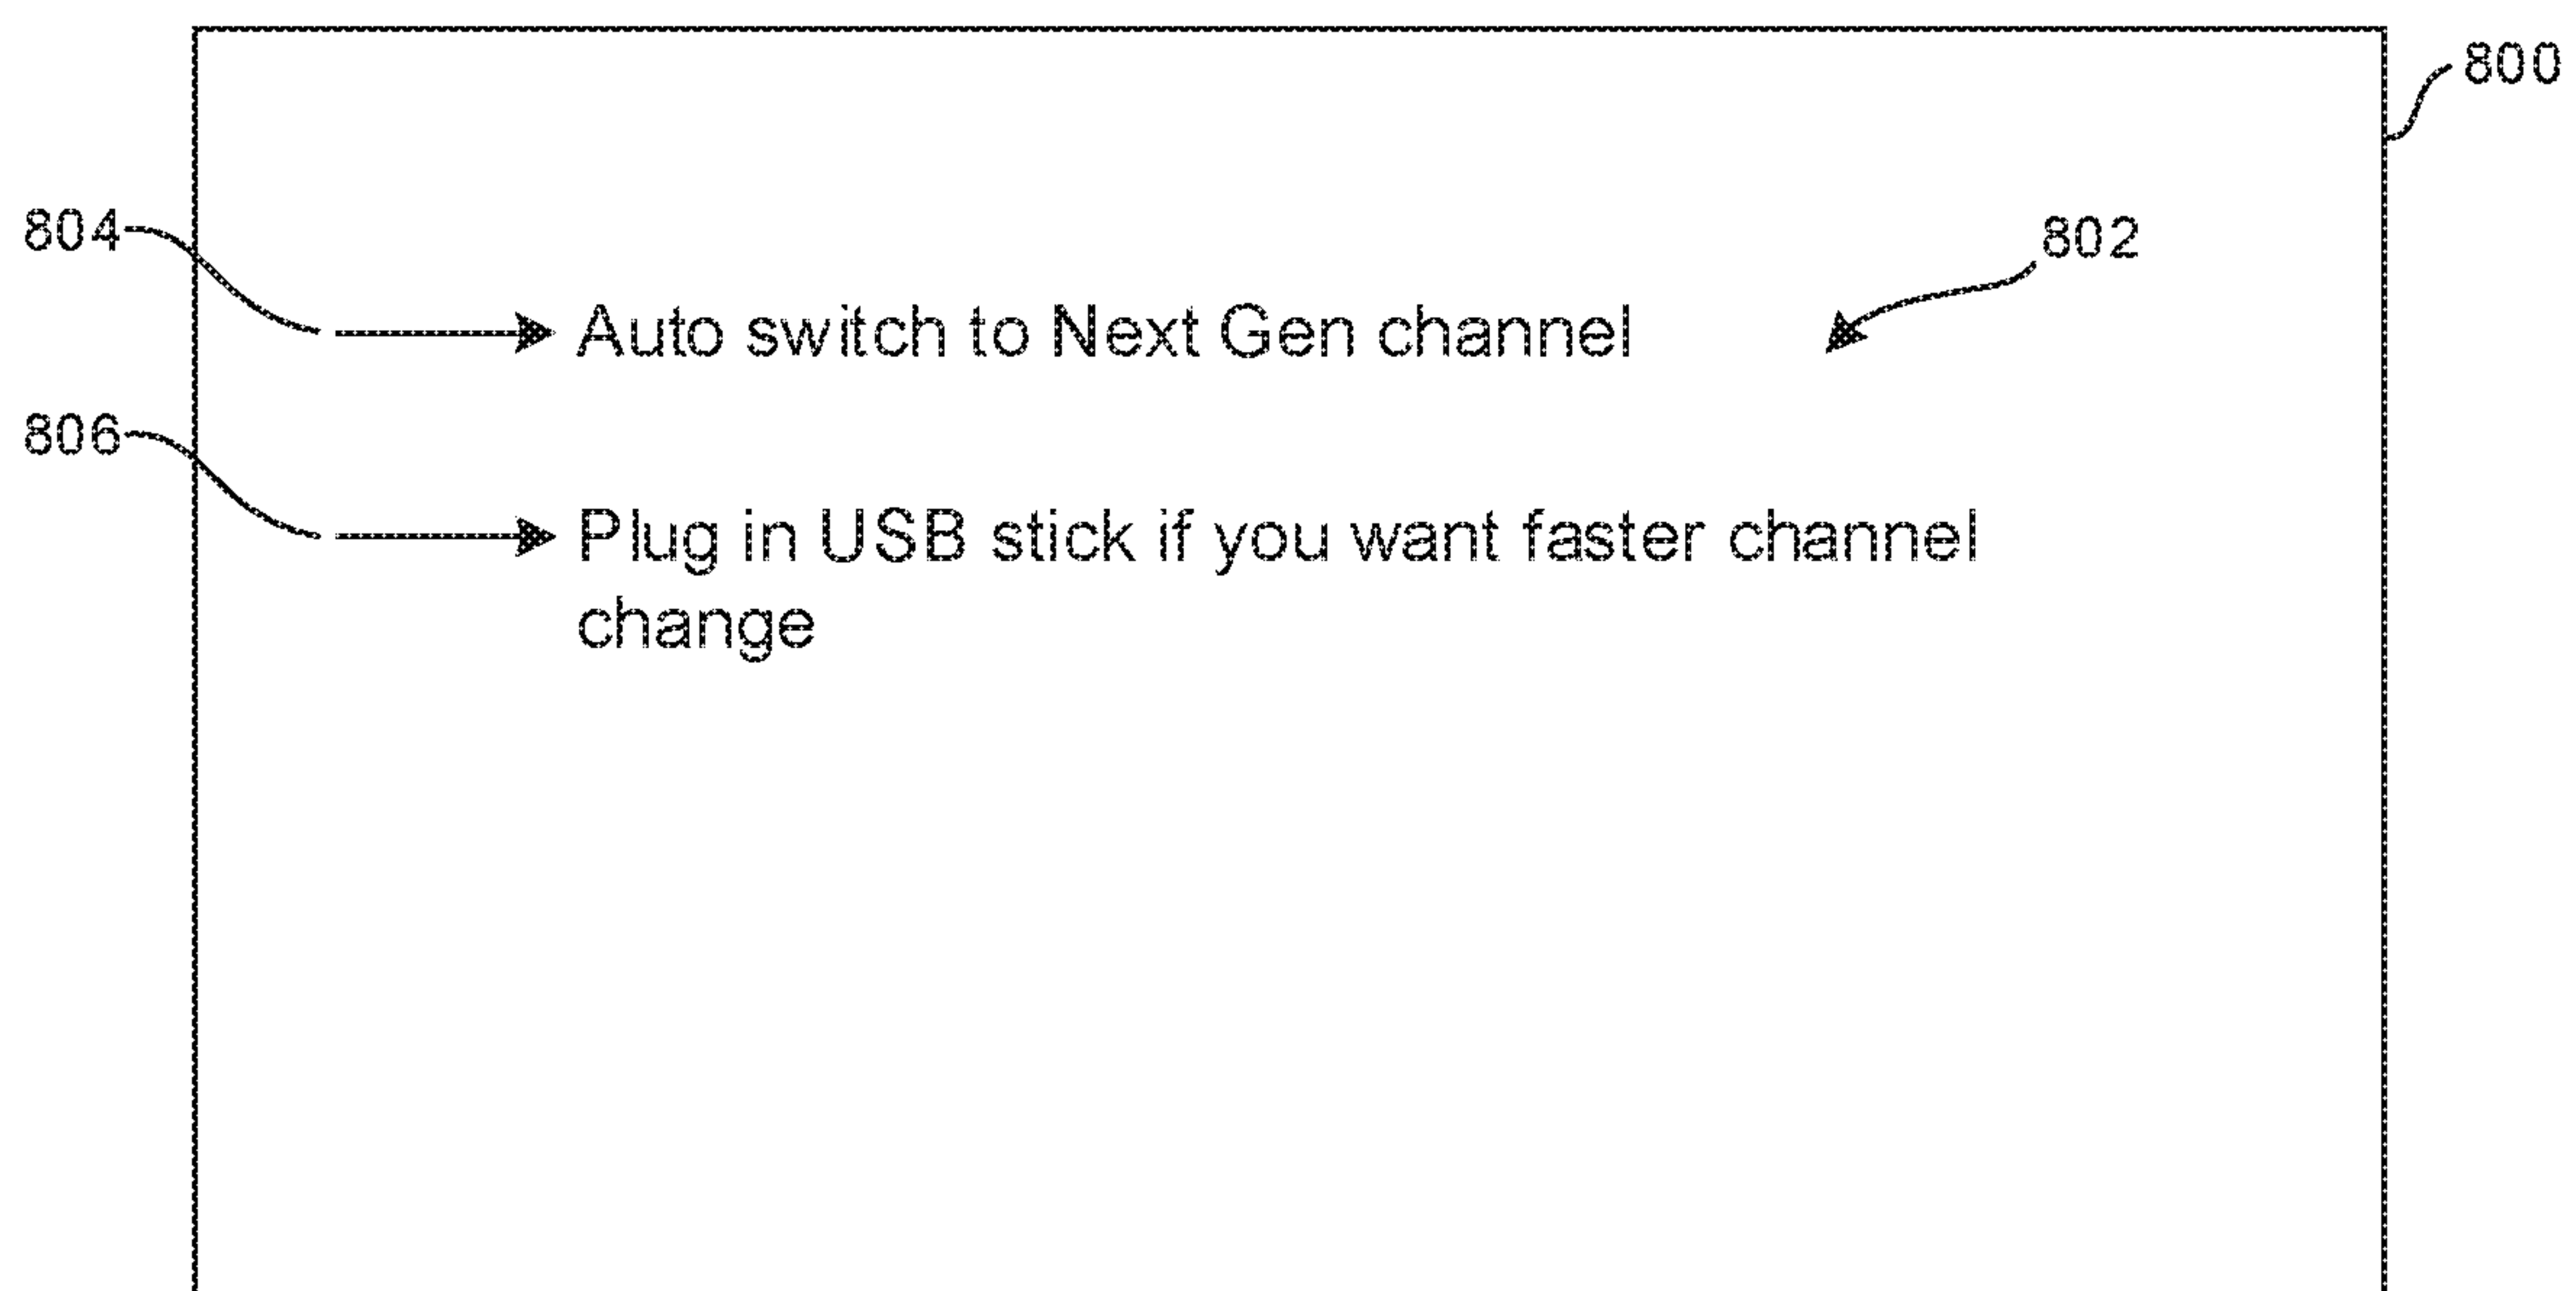 800
804
802
Auto switch to Next Gen channel
806
Plug in USB stick if you want faster channel
change